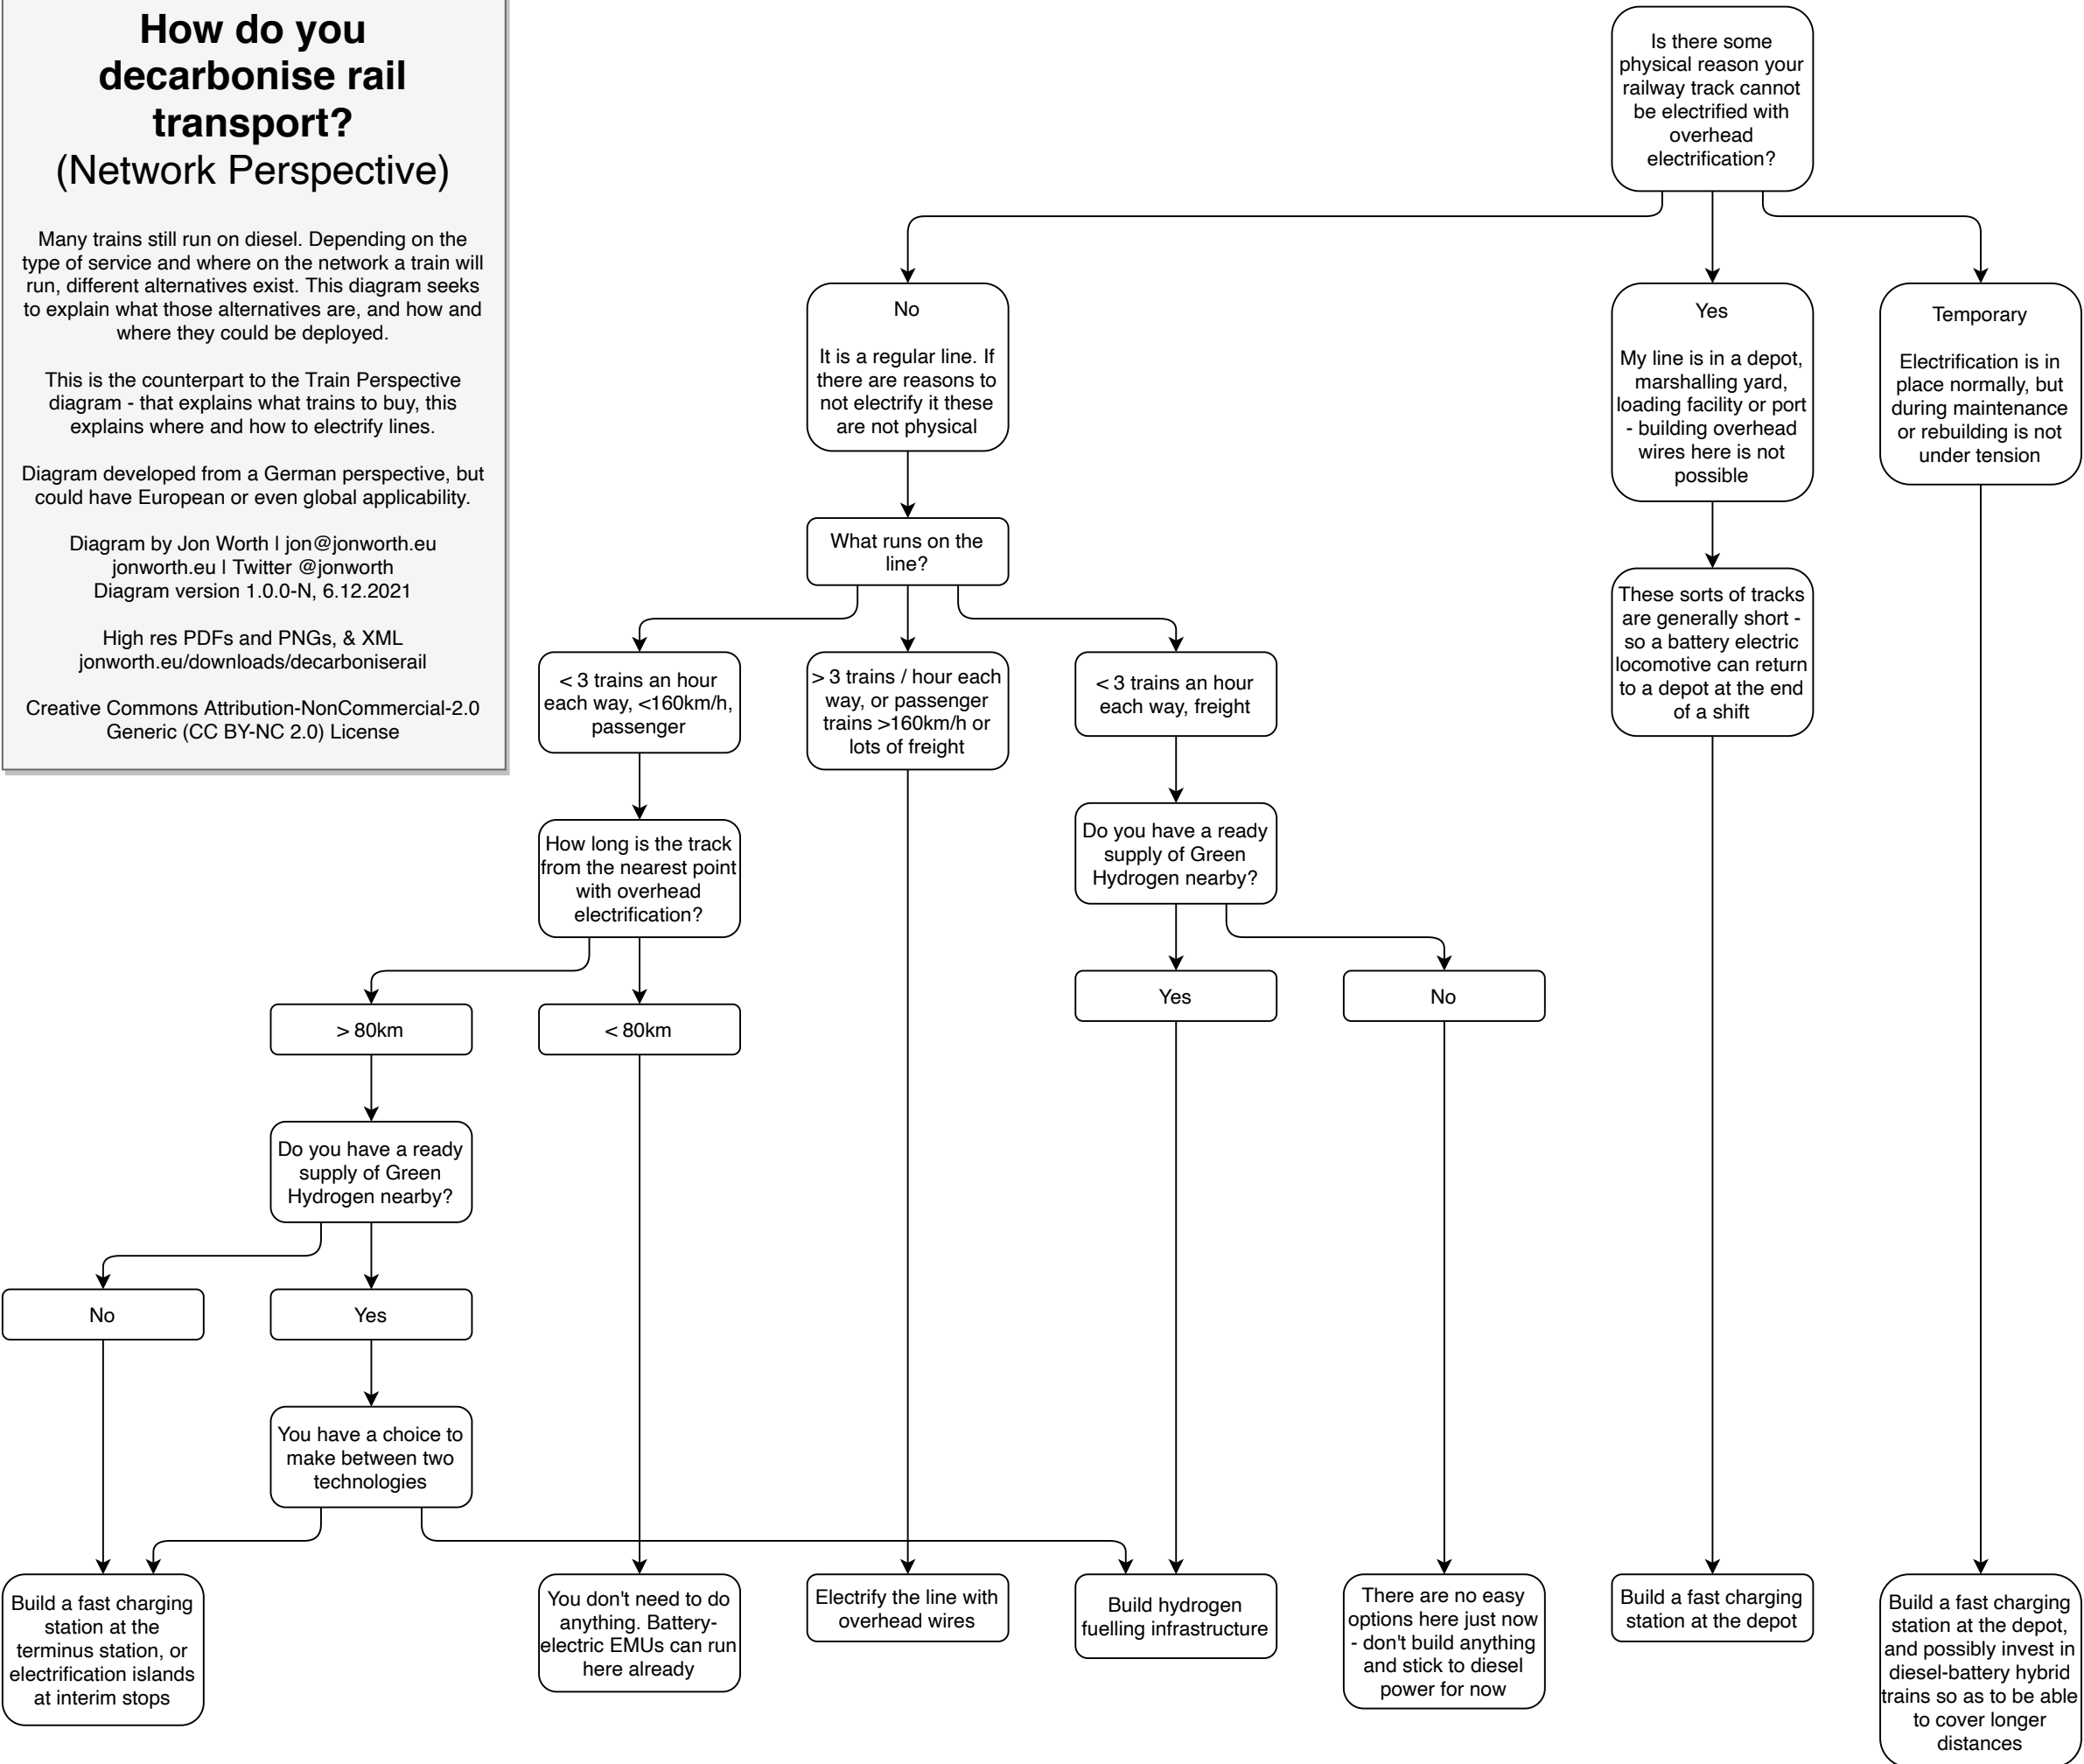 How do you
decarbonise rail
transport?
(Network Perspective)
Many trains still run on diesel. Depending on the
type of service and where on the network a train will
run, different alternatives exist. This diagram seeks
to explain what those alternatives are, and how and
where they could be deployed.
This is the counterpart to the Train Perspective
diagram - that explains what trains to buy, this
explains where and how to electrify lines.
Diagram developed from a German perspective, but
could have European or even global applicability.
Diagram by Jon Worth | jon@jonworth.eu
jonworth.eu | Twitter @jonworth
Diagram version 1.0.0-N, 6.12.2021
High res PDFs and PNGs, & XML
jonworth.eu/downloads/decarboniserail
Creative Commons Attribution-NonCommercial-2.0
Generic (CC BY-NC 2.0) License
Is there some
physical reason your
railway track cannot
be electrified with
overhead
electrification?
No
It is a regular line. If
there are reasons to
not electrify it these
are not physical
Yes
My line is in a depot,
marshalling yard,
loading facility or port
- building overhead
wires here is not
possible
Temporary
Electrification is in
place normally, but
during maintenance
or rebuilding is not
under tension
What runs on the
line?
These sorts of tracks
are generally short -
so a battery electric
locomotive can return
to a depot at the end
of a shift
< 3 trains an hour
each way, <160km/h,
passenger
> 3 trains / hour each
way, or passenger
trains >160km/h or
lots of freight
< 3 trains an hour
each way, freight
How long is the track
from the nearest point
with overhead
electrification?
Do you have a ready
supply of Green
Hydrogen nearby?
Yes
No
> 80km
< 80km
Do you have a ready
supply of Green
Hydrogen nearby?
No
Yes
You have a choice to
make between two
technologies
Build a fast charging
station at the
terminus station, or
electrification islands
at interim stops
You don't need to do
anything. Battery-
electric EMUs can run
here already
Electrify the line with
overhead wires
Build hydrogen
fuelling infrastructure
There are no easy
options here just now
- don't build anything
and stick to diesel
power for now
Build a fast charging
station at the depot
Build a fast charging
station at the depot,
and possibly invest in
diesel-battery hybrid
trains so as to be able
to cover longer
distances